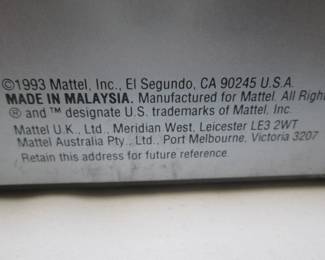 ©1993 Mattel, Inc., El Segundo, CA 90245 U.S.A.
MADE IN MALAYSIA. Manufactured for Mattel. All Righ
® and ™ designate U.S. trademarks of Mattel, Inc.
Mattel U.K., Ltd., Meridian West, Leicester LE3 2WT
Mattel Australia Pty., Ltd., Port Melbourne, Victoria 3207
Retain this address for future reference.